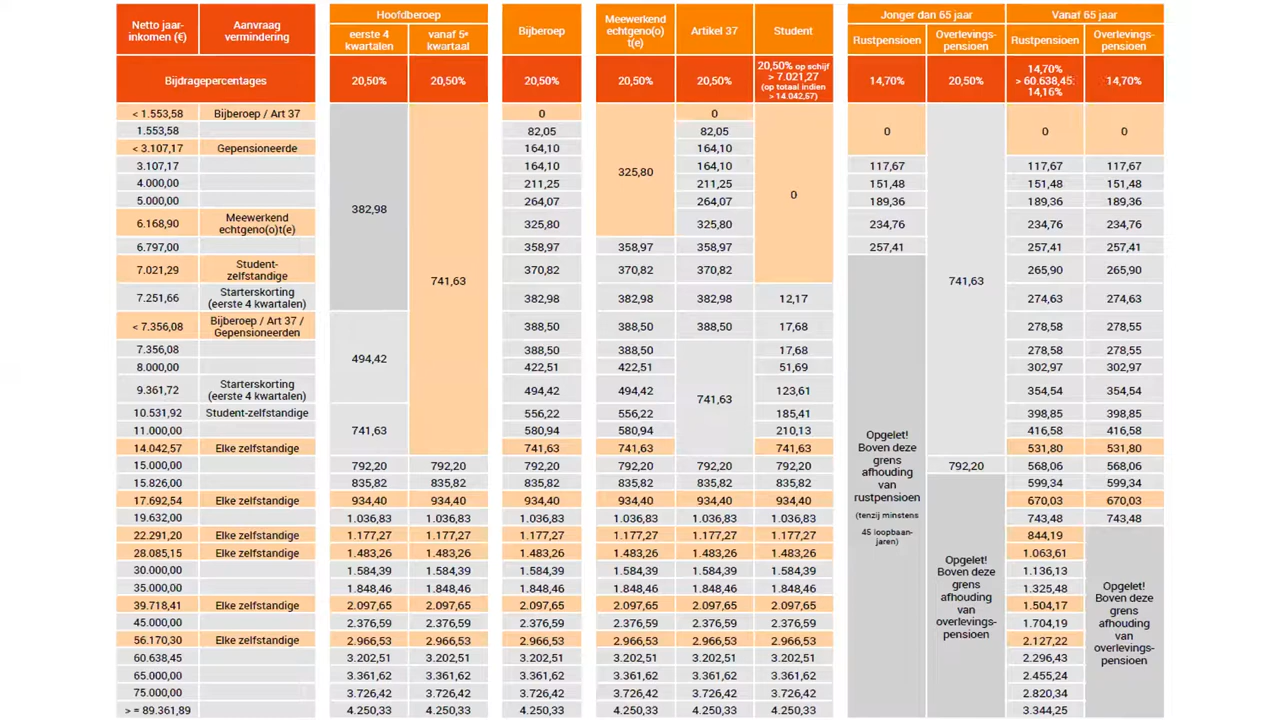 Hoofdberoep
Jonger dan 65 jaar Vanaf 65 jaar
Netto jaar-
inkomen (€)
Aanvraag
vermindering
eerste 4
kwartalen
vanaf 5e
kwartaal
Bijberoep
Meewerkend
echtgeno(o)
t(e)
Artikel 37
Student
Rustpensioen
Overlevings-
pensioen
Rustpensioen
Overlevings-
pensioen
Bijdragepercentages 20,50% 20,50% 20,50% 20,50% 20,50%
20,50% op schijf
> 7.021,27
(op totaal indien
> 14.042,57)
14,70% 20,50%
14,70%
> 60.638,45:
14,16%
14,70%
< 1.553,58 Bijberoep / Art 37 0 0
1.553,58 82,05 82,05 0 0 0
< 3.107,17 Gepensioneerde 164,10 164,10
3.107,17 164,10 325,80 164,10 117,67 117,67 117,67
4.000,00 211,25 211,25 0 151,48 151,48 151,48
5.000,00 382,98 264,07 264,07 189,36 189,36 189,36
6.168,90 Meewerkend
echtgeno(o)t(e)
325,80 325,80 234,76 234,76 234,76
6.797,00 358,97 358,97 358,97 257,41 257,41 257,41
7.021,29 Student-
zelfstandige
741,63 370,82 370,82 370,82 741,63 265,90 265,90
7.251,66 Starterskorting
(eerste 4 kwartalen)
382,98 382,98 382,98 12,17 274,63 274,63
< 7.356,08 Bijberoep / Art 37 /
Gepensioneerden
388,50 388,50 388,50 17,68 278,58 278,55
7.356,08 494,42 388,50 388,50 17,68 278,58 278,55
8.000,00 422,51 422,51 51,69 302,97 302,97
9.361,72 Starterskorting
(eerste 4 kwartalen)
494,42 494,42 741,63 123,61 354,54 354,54
10.531,92 Student-zelfstandige 556,22 556,22 185,41 398,85 398,85
11.000,00 741,63 580,94 580,94 210,13 416,58 416,58
14.042,57 Elke zelfstandige 741,63 741,63 741,63 531,80 531,80
15.000,00 792,20 792,20 792,20 792,20 792,20 792,20 792,20 568,06 568,06
15.826,00 835,82 835,82 835,82 835,82 835,82 835,82 599,34 599,34
17.692,54 Elke zelfstandige 934,40 934,40 934,40 934,40 934,40 934,40 670,03 670,03
19.632,00 1.036,83 1.036,83 1.036,83 1.036,83 1.036,83 1.036,83 743,48 743,48
22.291,20 Elke zelfstandige 1.177,27 1.177,27 1.177,27 1.177,27 1.177,27 1.177,27 844,19
28.085,15 Elke zelfstandige 1.483,26 1.483,26 1.483,26 1.483,26 1.483,26 1.483,26 1.063,61
30.000,00 1.584,39 1.584,39 1.584,39 1.584,39 1.584,39 1.584,39 1.136,13
35.000,00 1.848,46 1.848,46 1.848,46 1.848,46 1.848,46 1.848,46 1.325,48
39.718,41 Elke zelfstandige 2.097,65 2.097,65 2.097,65 2.097,65 2.097,65 2.097,65 1.504,17
45.000,00 2.376,59 2.376,59 2.376,59 2.376,59 2.376,59 2.376,59 1.704,19
56.170,30 Elke zelfstandige 2.966,53 2.966,53 2.966,53 2.966,53 2.966,53 2.966,53 2.127,22
60.638,45 3.202,51 3.202,51 3.202,51 3.202,51 3.202,51 3.202,51 2.296,43
65.000,00 3.361,62 3.361,62 3.361,62 3.361,62 3.361,62 3.361,62 2.455,24
75.000,00 3.726,42 3.726,42 3.726,42 3.726,42 3.726,42 3.726,42 2.820,34
> = 89.361,89 4.250,33 4.250,33 4.250,33 4.250,33 4.250,33 4.250,33 3.344,25
Opgelet!
Boven deze
grens
afhouding
van
rustpensioen
(tenzij minstens
45 loopbaan-
jaren)
Opgelet!
Boven deze
grens
afhouding
van
overlevings-
pensioen
Opgelet!
Boven deze
grens
afhouding
van
overlevings-
pensioen